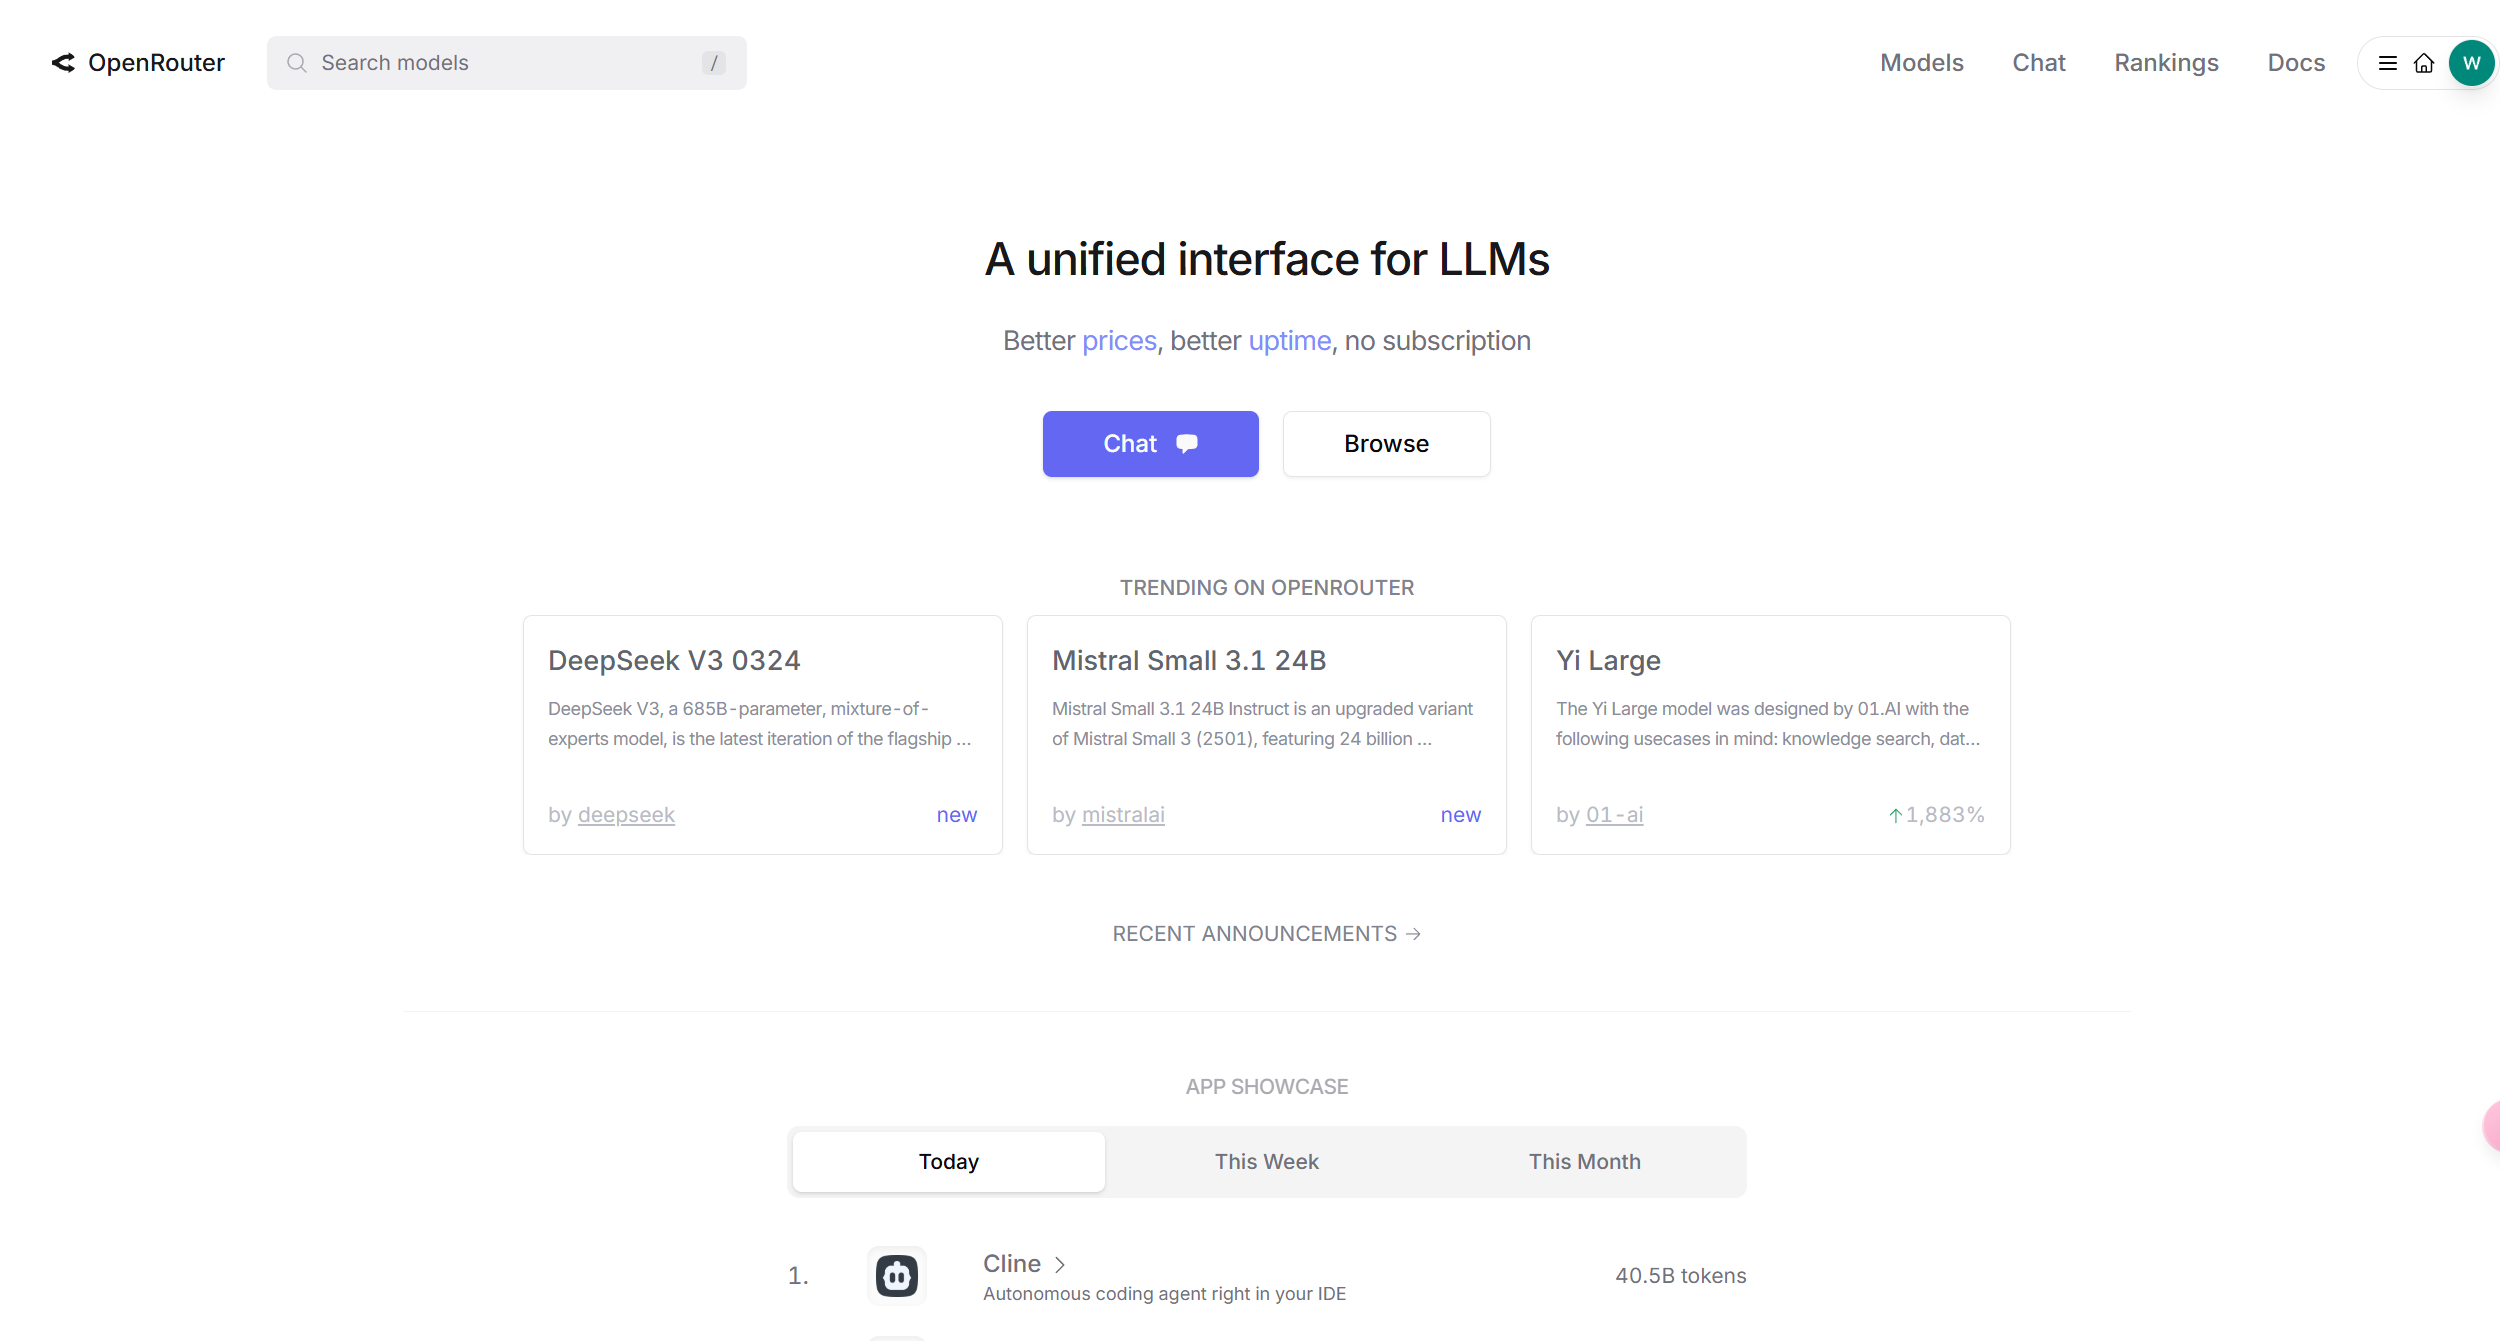 OpenRouter
Search models
/
Models
Chat
Rankings
Docs
W
A unified interface for LLMs
Better prices, better uptime, no subscription
Chat
Browse
TRENDING ON OPENROUTER
DeepSeek V3 0324
DeepSeek V3, a 685B-parameter, mixture-of-
experts model, is the latest iteration of the flagship ...
by deepseek
new
Mistral Small 3.1 24B
Mistral Small 3.1 24B Instruct is an upgraded variant
of Mistral Small 3 (2501), featuring 24 billion ...
by mistralai
new
Yi Large
The Yi Large model was designed by 01.AI with the
following usecases in mind: knowledge search, dat...
by 01-ai
↑1,883%
RECENT ANNOUNCEMENTS →
APP SHOWCASE
Today
This Week
This Month
1.
Cline
Autonomous coding agent right in your IDE
40.5B tokens